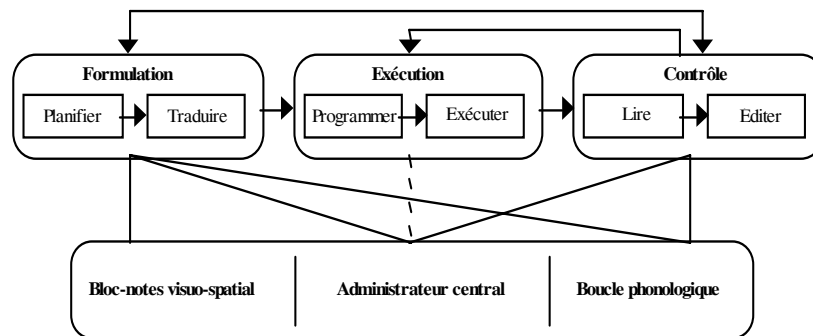 Formulation Exécution Contrôle
Planifier Traduire Programmer Exécuter Lire Editer
Bloc-notes visuo-spatial Administrateur central Boucle phonologique